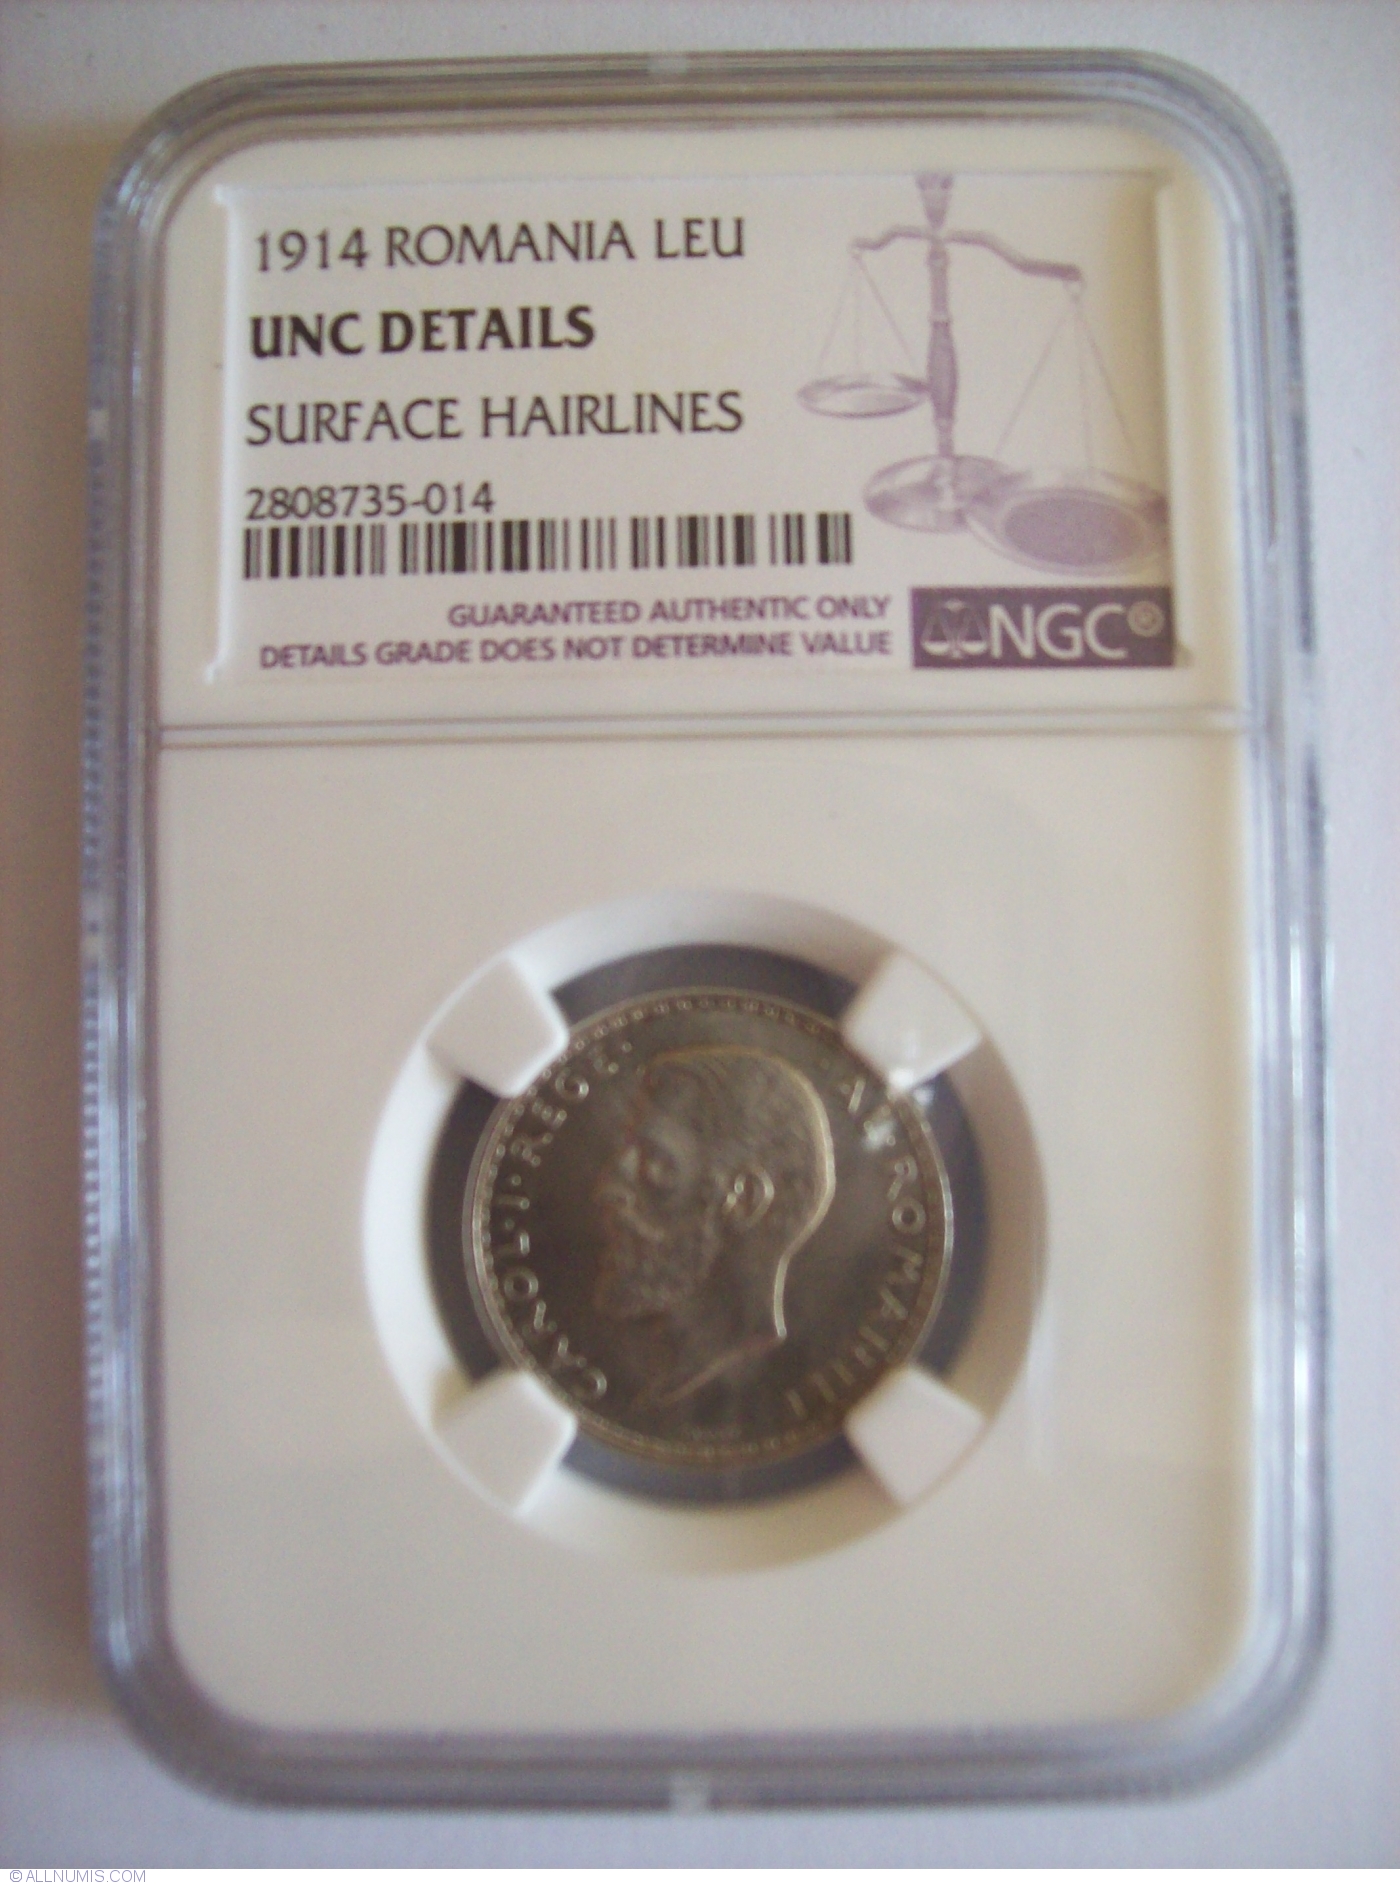 1914 ROMANIA LEU
UNC DETAILS
SURFACE HAIRLINES
2808735-014
GUARANTEED AUTHENTIC ONLY
DETAILS GRADE DOES NOT DETERMINE VALUE
NGC®
CAROL·I·REGE· ·AL·ROMANIEI
© ALLNUMIS.COM